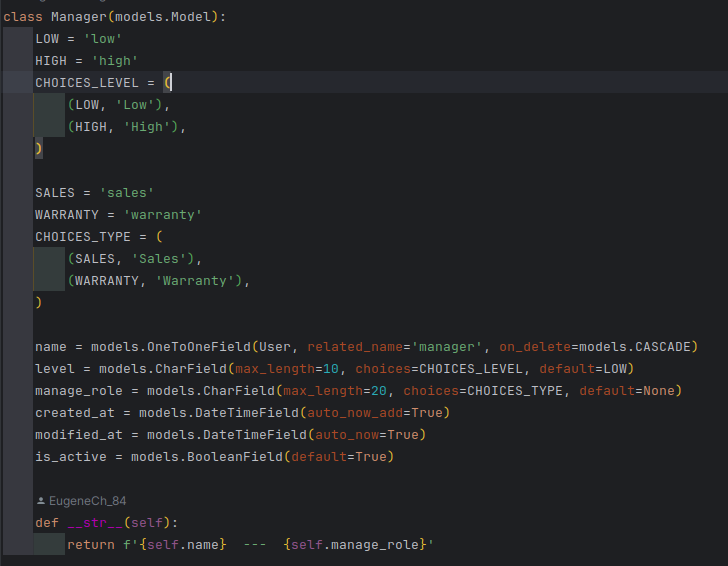 class Manager(models.Model):
    LOW = 'low'
    HIGH = 'high'
    CHOICES_LEVEL = (
        (LOW, 'Low'),
        (HIGH, 'High'),
    )

    SALES = 'sales'
    WARRANTY = 'warranty'
    CHOICES_TYPE = (
        (SALES, 'Sales'),
        (WARRANTY, 'Warranty'),
    )

    name = models.OneToOneField(User, related_name='manager', on_delete=models.CASCADE)
    level = models.CharField(max_length=10, choices=CHOICES_LEVEL, default=LOW)
    manage_role = models.CharField(max_length=20, choices=CHOICES_TYPE, default=None)
    created_at = models.DateTimeField(auto_now_add=True)
    modified_at = models.DateTimeField(auto_now=True)
    is_active = models.BooleanField(default=True)

    EugeneCh_84
    def __str__(self):
        return f'{self.name}  ---  {self.manage_role}'